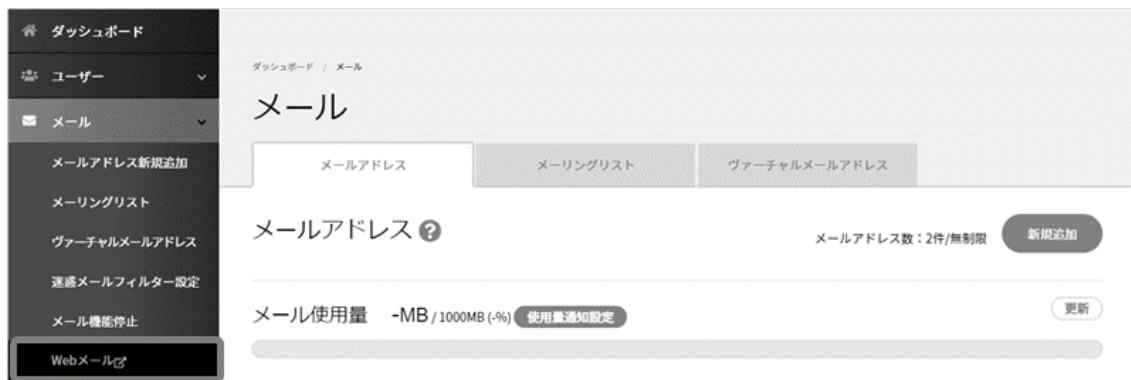 ダッシュボード
ユーザー
メール
メールアドレス新規追加
メーリングリスト
ヴァーチャルメールアドレス
迷惑メールフィルター設定
メール機能停止
Webメール
ダッシュボード / メール
メール
メールアドレス
メーリングリスト
ヴァーチャルメールアドレス
メールアドレス ?
メールアドレス数:2件/無制限
新規追加
メール使用量 -MB / 1000MB (-%) 使用量通知設定
更新